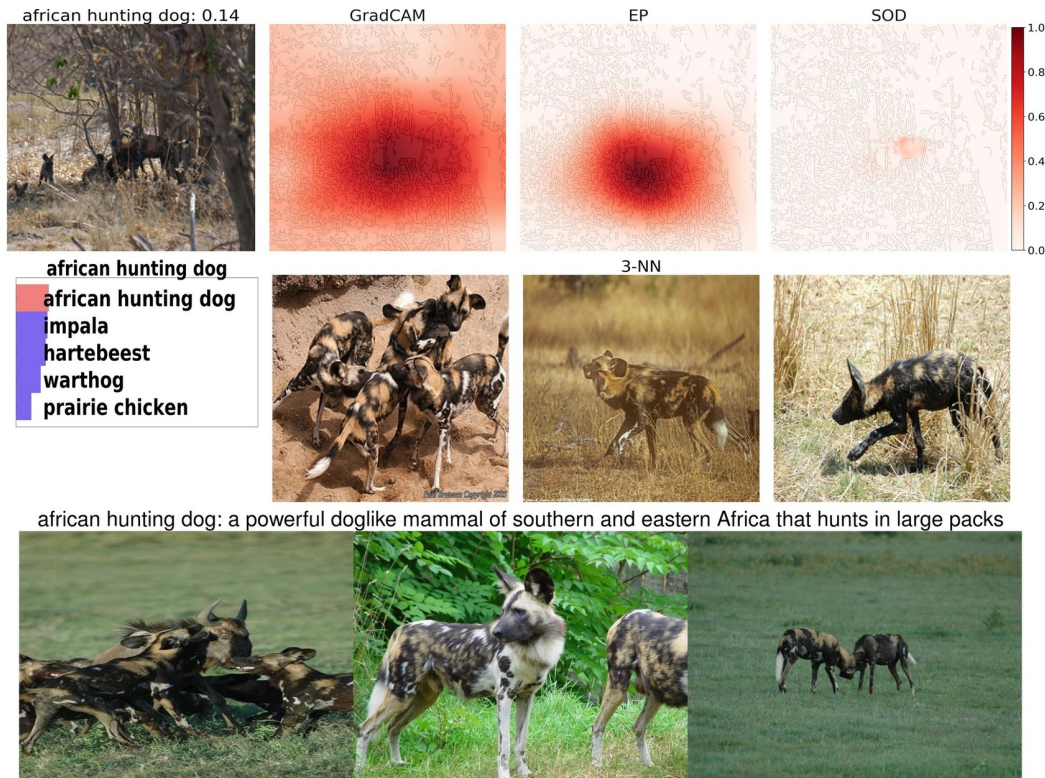 african hunting dog: 0.14
GradCAM
EP
SOD
1.0
0.8
0.6
0.4
0.2
0.0
african hunting dog
african hunting dog
impala
hartebeest
warthog
prairie chicken
3-NN
african hunting dog: a powerful doglike mammal of southern and eastern Africa that hunts in large packs